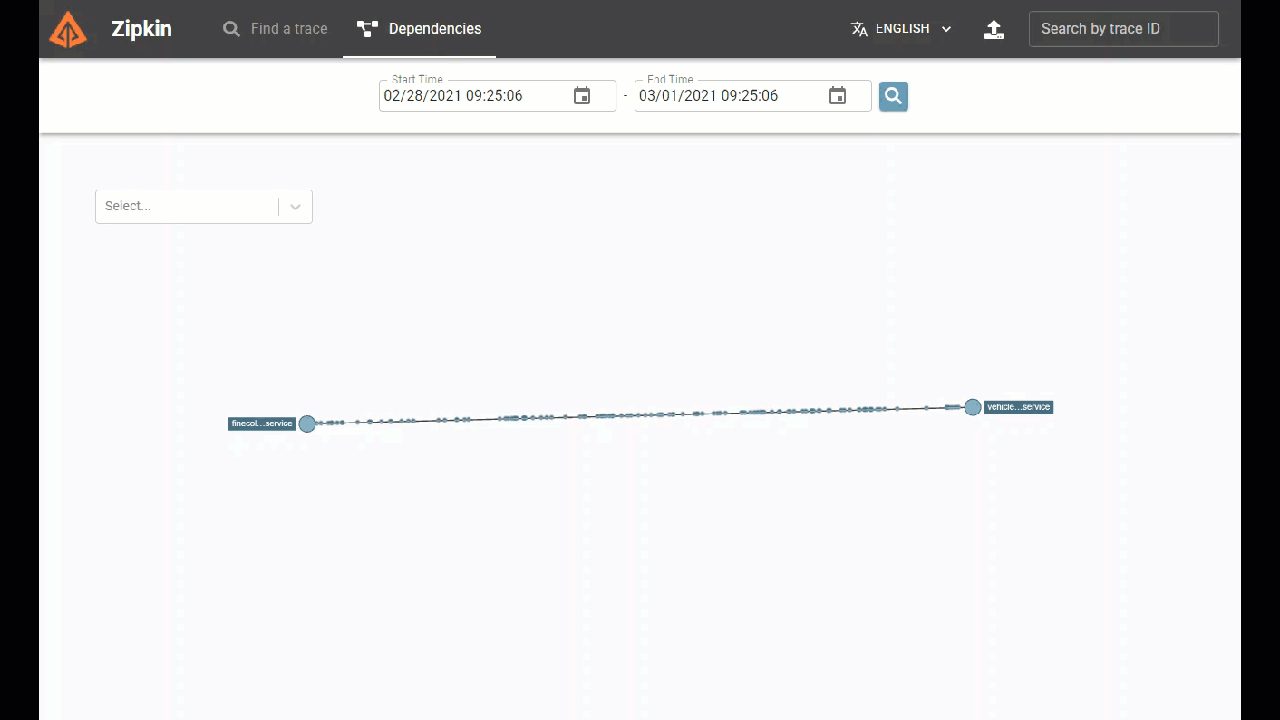 Zipkin
Find a trace
Dependencies
ENGLISH
Search by trace ID
Start Time
02/28/2021 09:25:06
-
End Time
03/01/2021 09:25:06
Select...
finecol...service
vehicle...service